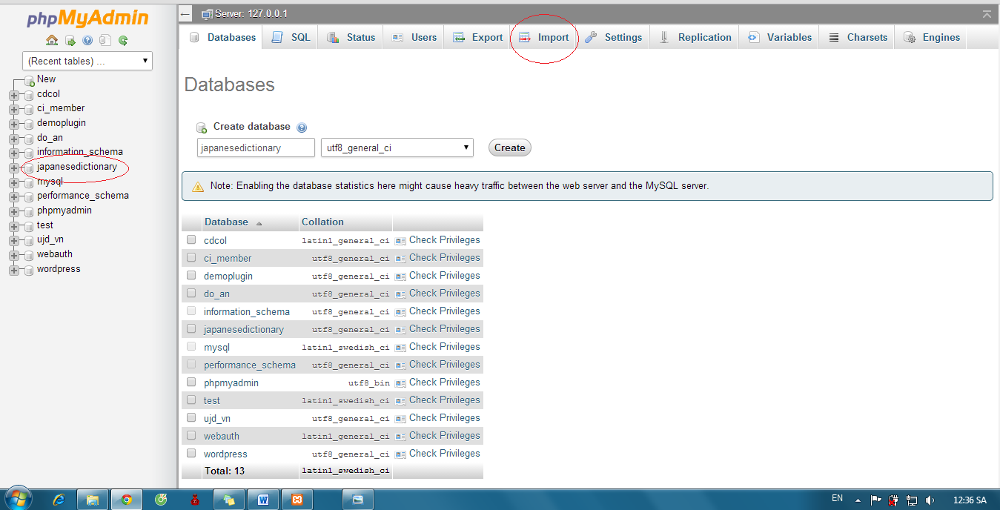 phpMyAdmin
(Recent tables) ...
New
cdcol
ci_member
demoplugin
do_an
information_schema
japanesedictionary
mysql
performance_schema
phpmyadmin
test
ujd_vn
webauth
wordpress
Server: 127.0.0.1
Databases SQL Status Users Export Import Settings Replication Variables Charsets Engines
Databases
Create database
japanesedictionary utf8_general_ci Create
Note: Enabling the database statistics here might cause heavy traffic between the web server and the MySQL server.
Database Collation
cdcol latin1_general_ci Check Privileges
ci_member utf8_general_ci Check Privileges
demoplugin utf8_general_ci Check Privileges
do_an utf8_general_ci Check Privileges
information_schema utf8_general_ci Check Privileges
japanesedictionary utf8_general_ci Check Privileges
mysql latin1_swedish_ci Check Privileges
performance_schema utf8_general_ci Check Privileges
phpmyadmin utf8_bin Check Privileges
test latin1_swedish_ci Check Privileges
ujd_vn utf8_general_ci Check Privileges
webauth latin1_general_ci Check Privileges
wordpress utf8_general_ci Check Privileges
Total: 13 latin1_swedish_ci
EN 12:36 SA